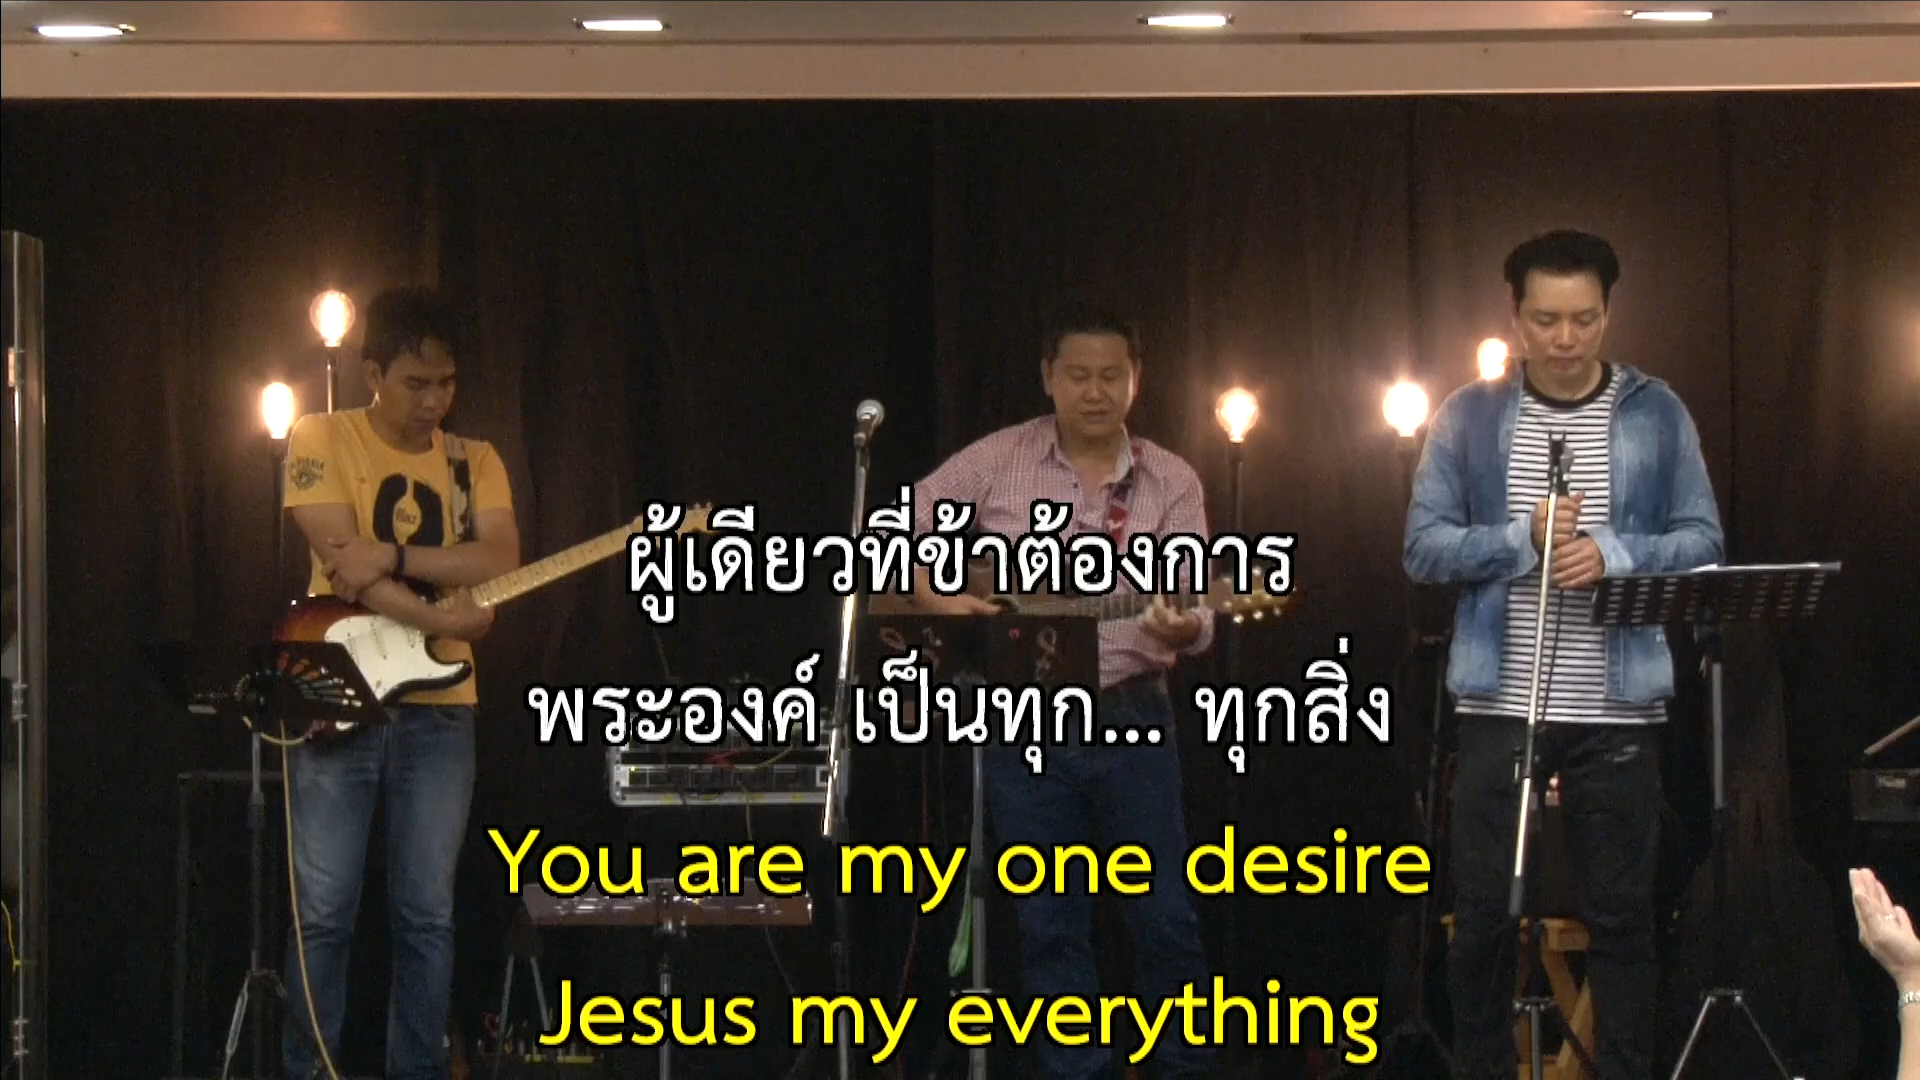 ผู้เดียวที่ข้าต้องการ
พระองค์ เป็นทุก... ทุกสิ่ง
You are my one desire
Jesus my everything